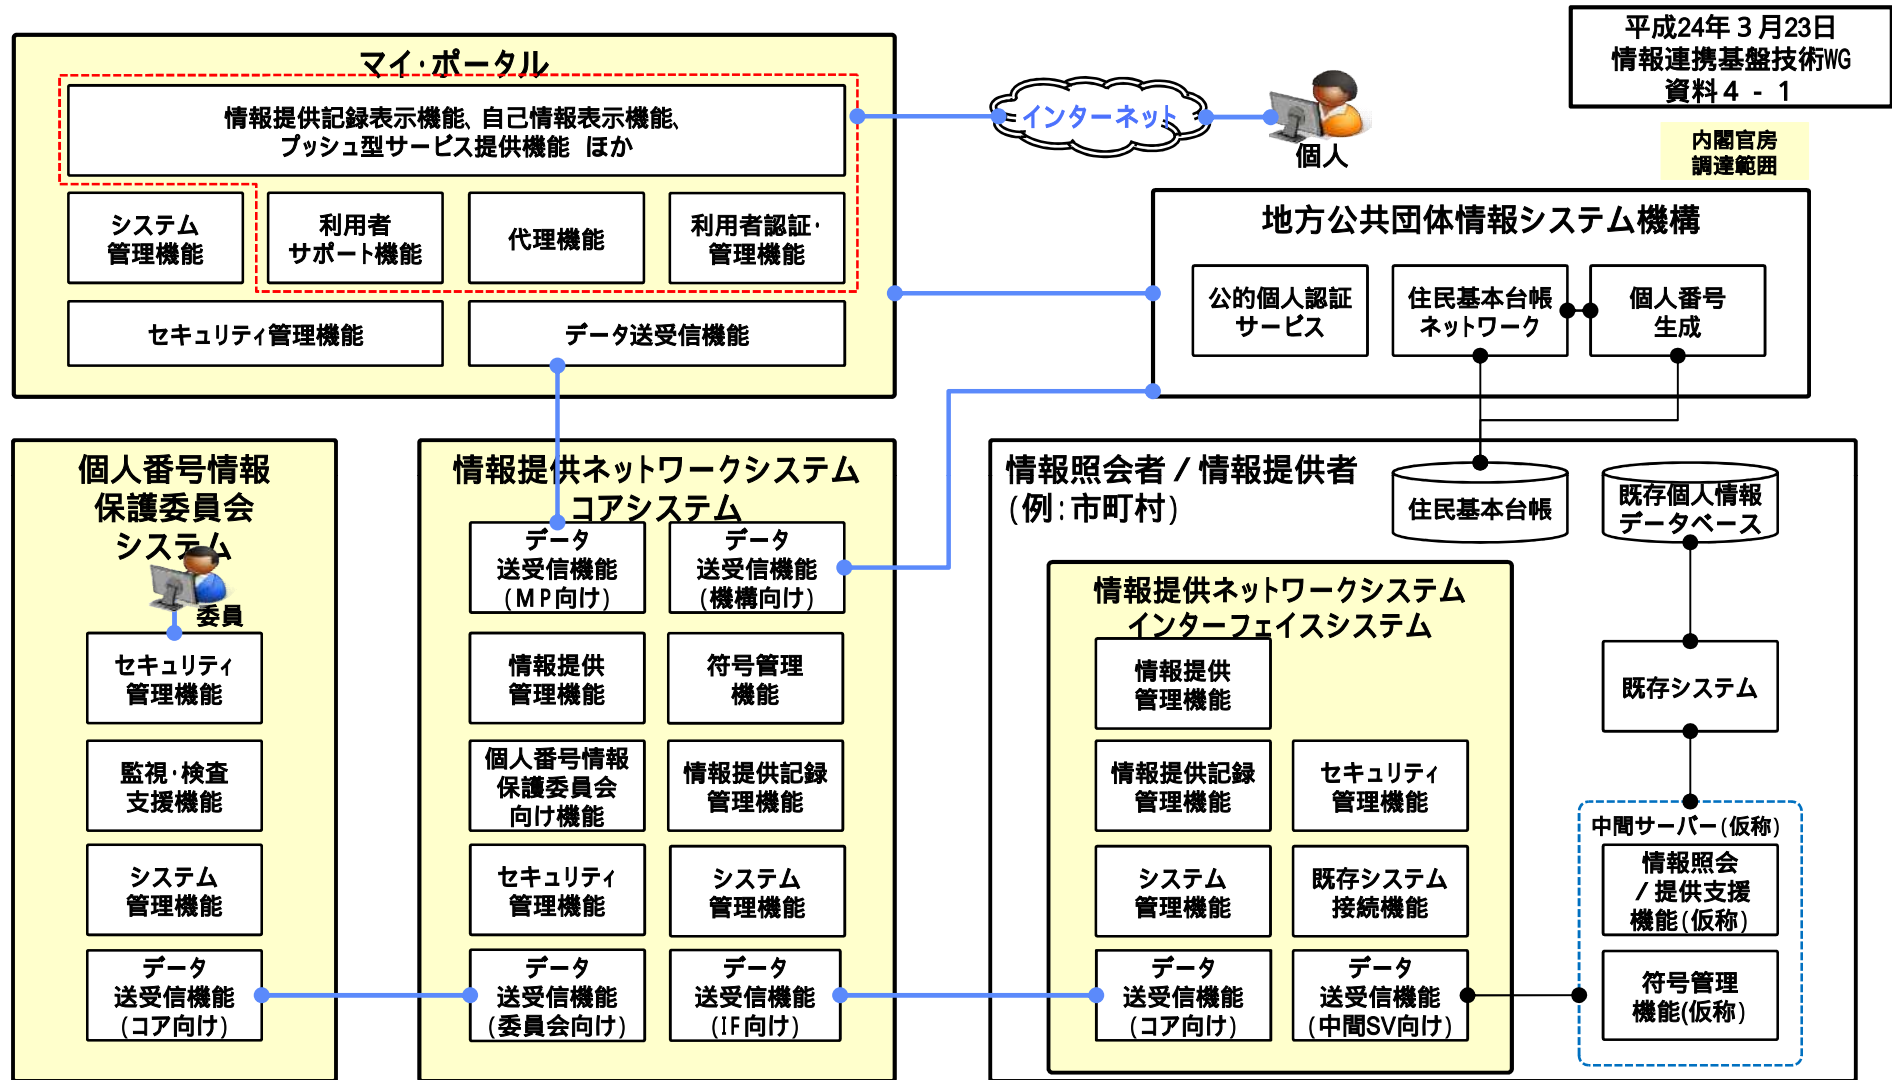 平成24年３月23日
情報連携基盤技術WG
資料４－１
内閣官房
調達範囲
マイ・ポータル
情報提供記録表示機能、自己情報表示機能、
プッシュ型サービス提供機能 ほか
システム
管理機能
利用者
サポート機能
代理機能
利用者認証・
管理機能
セキュリティ管理機能
データ送受信機能
インターネット
個人
地方公共団体情報システム機構
公的個人認証
サービス
住民基本台帳
ネットワーク
個人番号
生成
個人番号情報
保護委員会
システム
委員
セキュリティ
管理機能
監視・検査
支援機能
システム
管理機能
データ
送受信機能
(コア向け)
情報提供ネットワークシステム
コアシステム
データ
送受信機能
(ＭＰ向け)
データ
送受信機能
(機構向け)
情報提供
管理機能
符号管理
機能
個人番号情報
保護委員会
向け機能
情報提供記録
管理機能
セキュリティ
管理機能
システム
管理機能
データ
送受信機能
(委員会向け)
データ
送受信機能
(IF向け)
情報照会者／情報提供者
(例：市町村)
住民基本台帳
既存個人情報
データベース
情報提供ネットワークシステム
インターフェイスシステム
情報提供
管理機能
情報提供記録
管理機能
セキュリティ
管理機能
システム
管理機能
既存システム
接続機能
データ
送受信機能
(コア向け)
データ
送受信機能
(中間SV向け)
既存システム
中間サーバー(仮称)
情報照会
／提供支援
機能(仮称)
符号管理
機能(仮称)